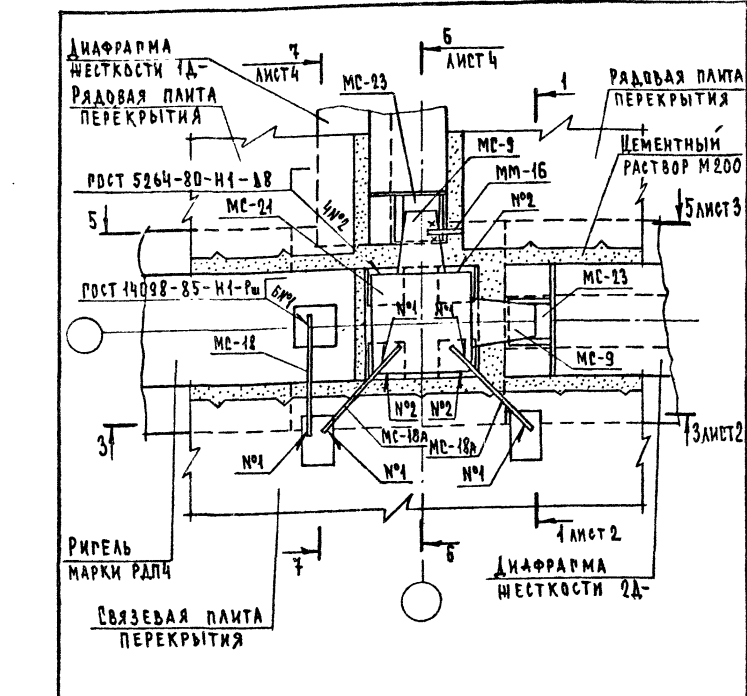 Диафрагма
жесткости 1Д-
Рядовая плита
перекрытия
7
лист 4
6
лист 4
МС-23
1
Рядовая плита
перекрытия
МС-9
Цементный
раствор М200
ММ-16
ГОСТ 5264-80-Н1-Δ8
4№2
№2
МС-21
5
5 лист 3
ГОСТ 14098-85-Н1-Рш
6№1
№1
№1
МС-23
МС-18
МС-9
№2
№2
МС-18А
МС-18А
3
3 лист 2
№1
№1
№1
1 лист 2
7
6
Ригель
марки РДП4
Диафрагма
жесткости 2Д-
Связевая плита
перекрытия